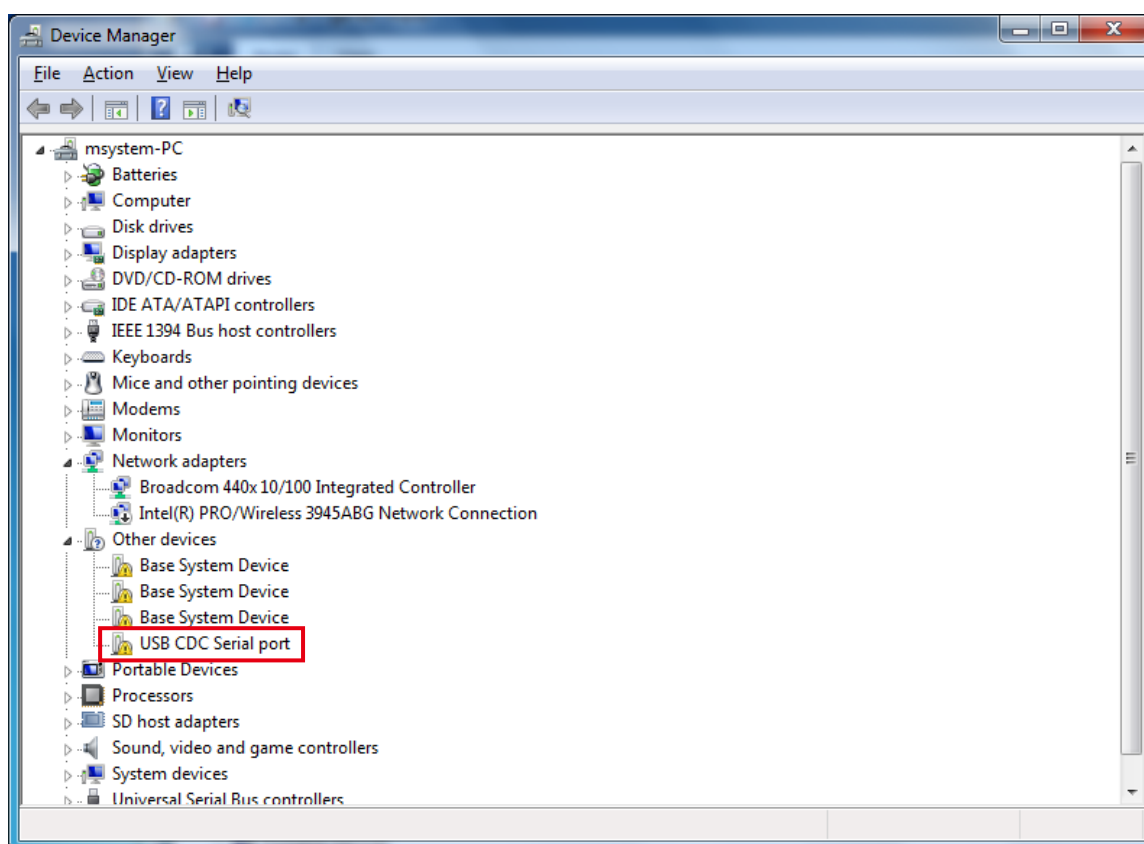 Device Manager
File Action View Help
msystem-PC
Batteries
Computer
Disk drives
Display adapters
DVD/CD-ROM drives
IDE ATA/ATAPI controllers
IEEE 1394 Bus host controllers
Keyboards
Mice and other pointing devices
Modems
Monitors
Network adapters
Broadcom 440x 10/100 Integrated Controller
Intel(R) PRO/Wireless 3945ABG Network Connection
Other devices
Base System Device
Base System Device
Base System Device
USB CDC Serial port
Portable Devices
Processors
SD host adapters
Sound, video and game controllers
System devices
Universal Serial Bus controllers